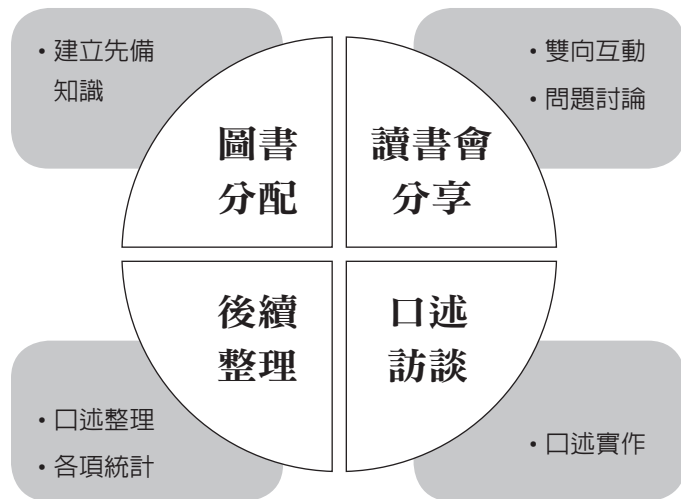 • 建立先備
知識
• 雙向互動
• 問題討論
圖書
分配
讀書會
分享
後續
整理
口述
訪談
• 口述整理
• 各項統計
• 口述實作